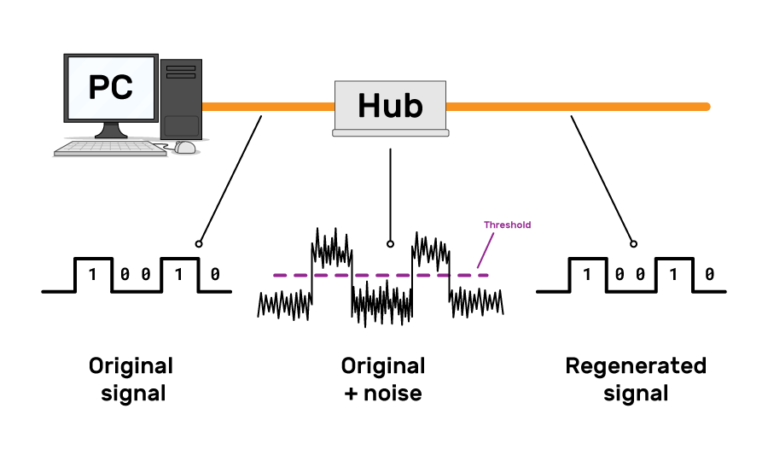 PC
Hub
Threshold
1 0 0 1 0
1 0 0 1 0
Original
signal
Original
+ noise
Regenerated
signal